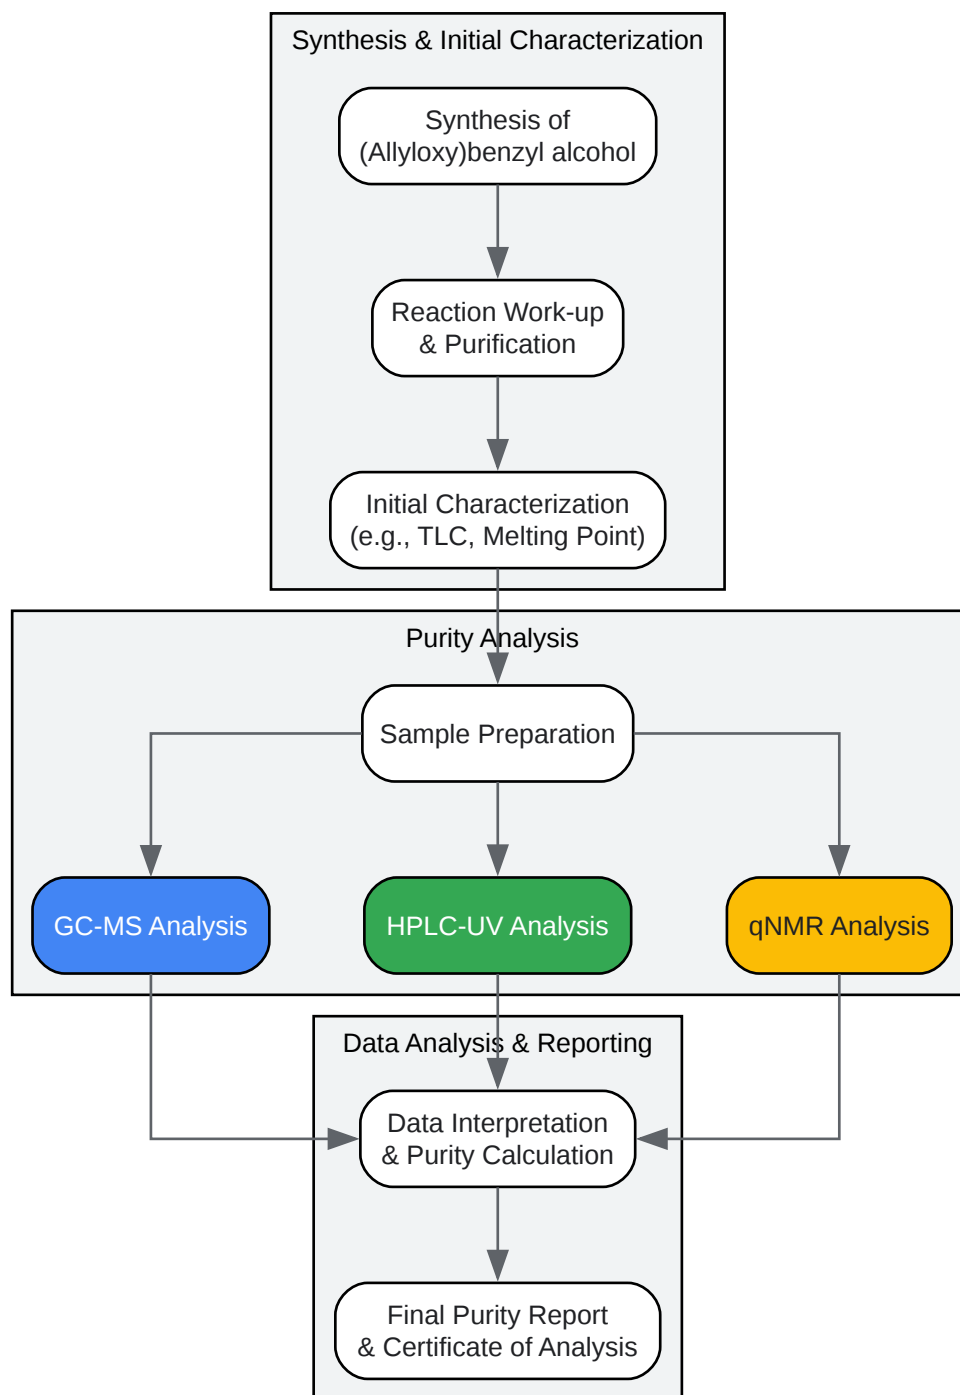 Synthesis & Initial Characterization
Synthesis of
(Allyloxy)benzyl alcohol
Reaction Work-up
& Purification
Initial Characterization
(e.g., TLC, Melting Point)
Purity Analysis
Sample Preparation
GC-MS Analysis
HPLC-UV Analysis
qNMR Analysis
Data Analysis & Reporting
Data Interpretation
& Purity Calculation
Final Purity Report
& Certificate of Analysis